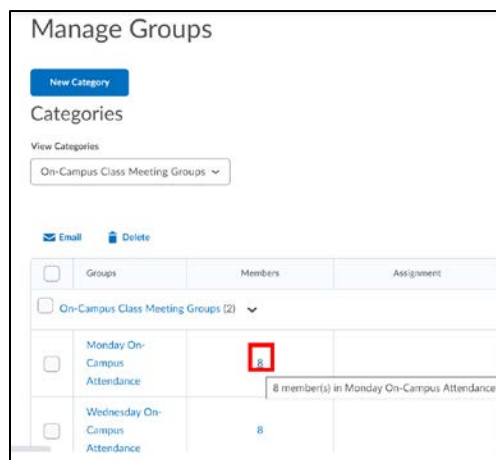 Manage Groups
New Category
Categories
View Categories
On-Campus Class Meeting Groups
Email Delete
Groups Members Assignment
On-Campus Class Meeting Groups (2)
Monday On-
Campus
Attendance
8
8 member(s) in Monday On-Campus Attendance
Wednesday On-
Campus
Attendance
8